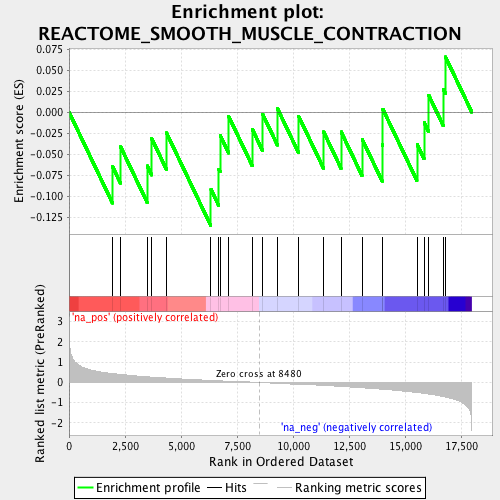 Enrichment plot:
REACTOME_SMOOTH_MUSCLE_CONTRACTION
Enrichment score (ES)
0.075
0.050
0.025
0.000
-0.025
-0.050
-0.075
-0.100
-0.125
'na_pos' (positively correlated)
Ranked list metric (PreRanked)
3
2
1
0
-1
-2
Zero cross at 8480
'na_neg' (negatively correlated)
0 2,500 5,000 7,500 10,000 12,500 15,000 17,500
Rank in Ordered Dataset
Enrichment profile Hits Ranking metric scores